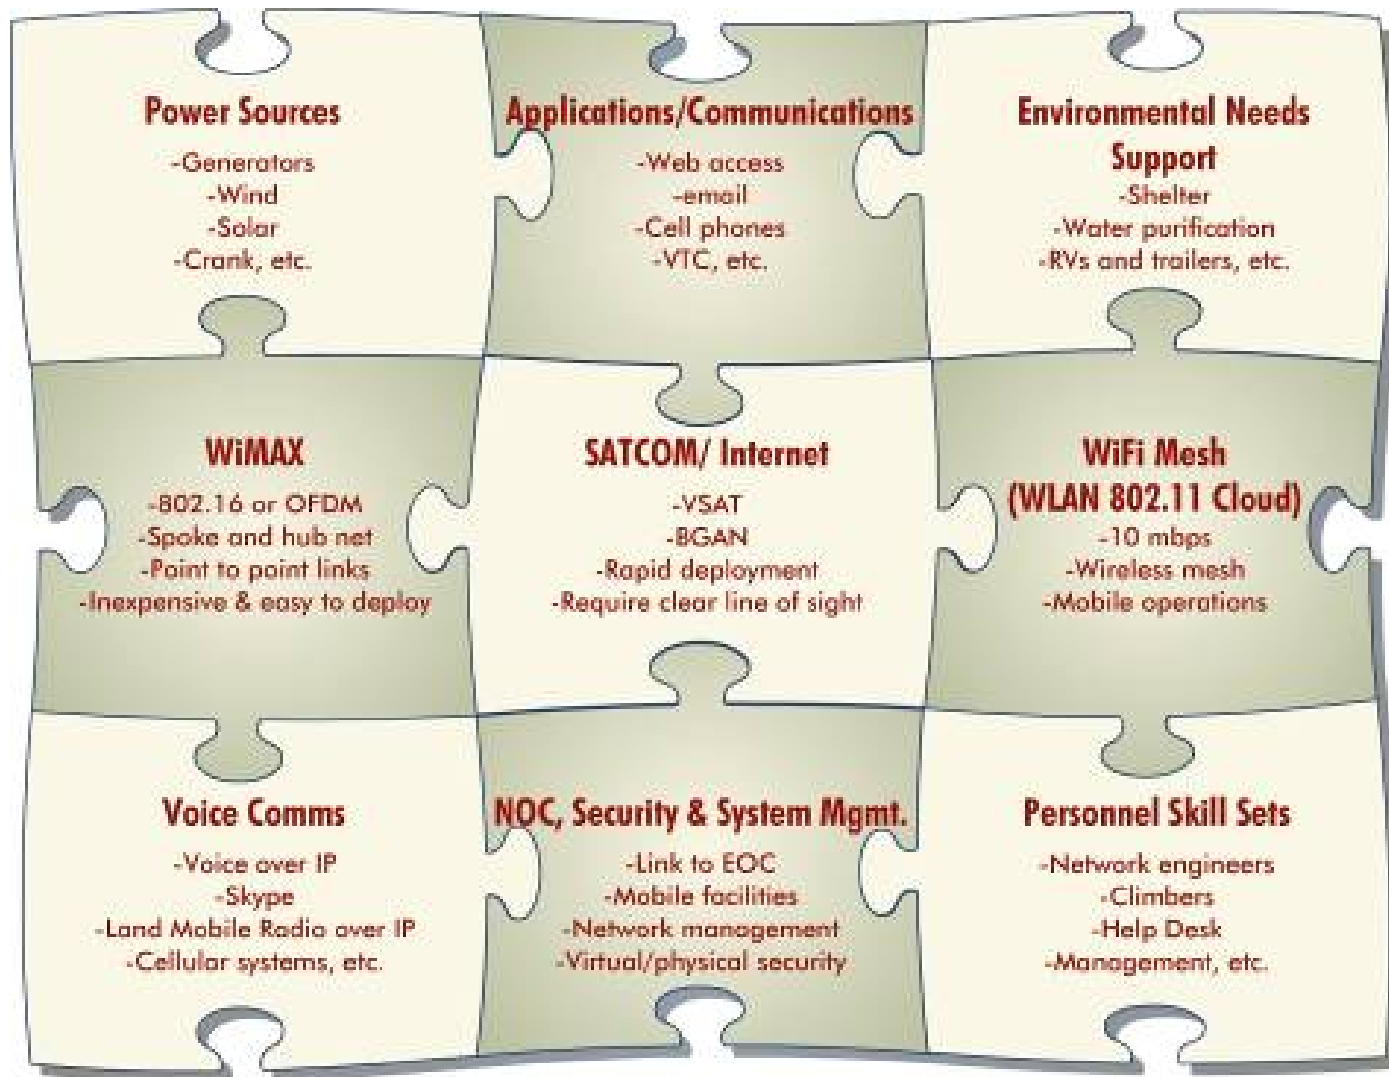 Power Sources
-Generators
-Wind
-Solar
-Crank, etc.
Applications/Communications
-Web access
-email
-Cell phones
-VTC, etc.
Environmental Needs
Support
-Shelter
-Water purification
-RVs and trailers, etc.
WiMAX
-802.16 or OFDM
-Spoke and hub net
-Point to point links
-Inexpensive & easy to deploy
SATCOM/ Internet
-VSAT
-BGAN
-Rapid deployment
-Require clear line of sight
WiFi Mesh
(WLAN 802.11 Cloud)
-10 mbps
-Wireless mesh
-Mobile operations
Voice Comms
-Voice over IP
-Skype
-Land Mobile Radio over IP
-Cellular systems, etc.
NOC, Security & System Mgmt.
-Link to EOC
-Mobile facilities
-Network management
-Virtual/physical security
Personnel Skill Sets
-Network engineers
-Climbers
-Help Desk
-Management, etc.